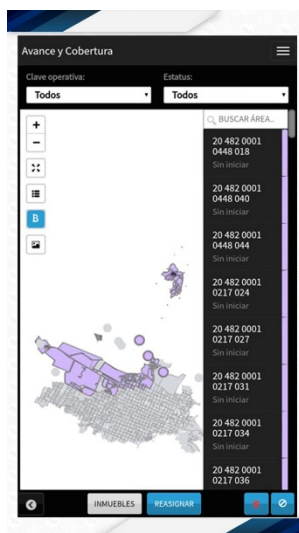 Avance y Cobertura
Clave operativa:
Estatus:
Todos
Todos
BUSCAR ÁREA..
20 482 0001
0448 018
Sin iniciar
20 482 0001
0448 040
Sin iniciar
20 482 0001
0448 044
Sin iniciar
20 482 0001
0217 024
Sin iniciar
20 482 0001
0217 027
Sin iniciar
20 482 0001
0217 031
Sin iniciar
20 482 0001
0217 034
Sin iniciar
20 482 0001
0217 036
B
INMUEBLES
REASIGNAR